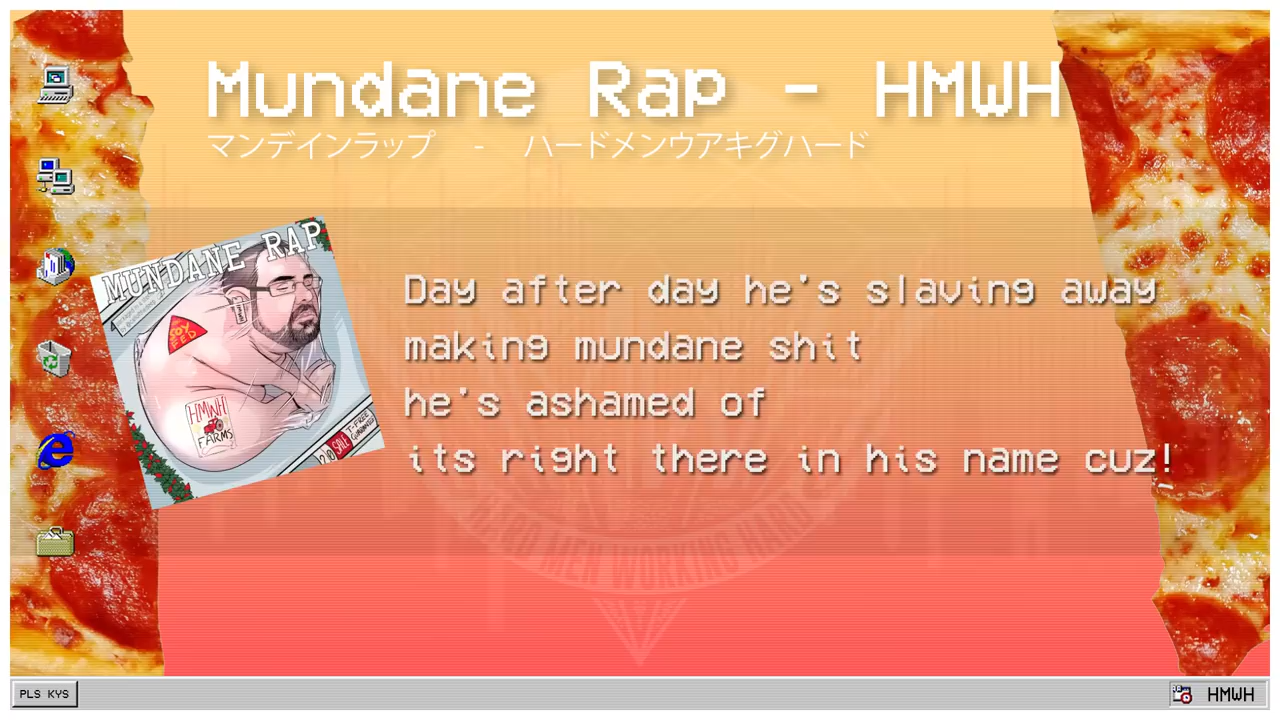 Mundane Rap - HMWH
マンデインラップ - ハードメンウアキグハード
MUNDANE RAP
SOY
FED
HMWH
FARMS
SALE
Day after day he's slaving away
making mundane shit
he's ashamed of
its right there in his name cuz!
HARD MEN WORKING HARD
PLS KYS
HMWH